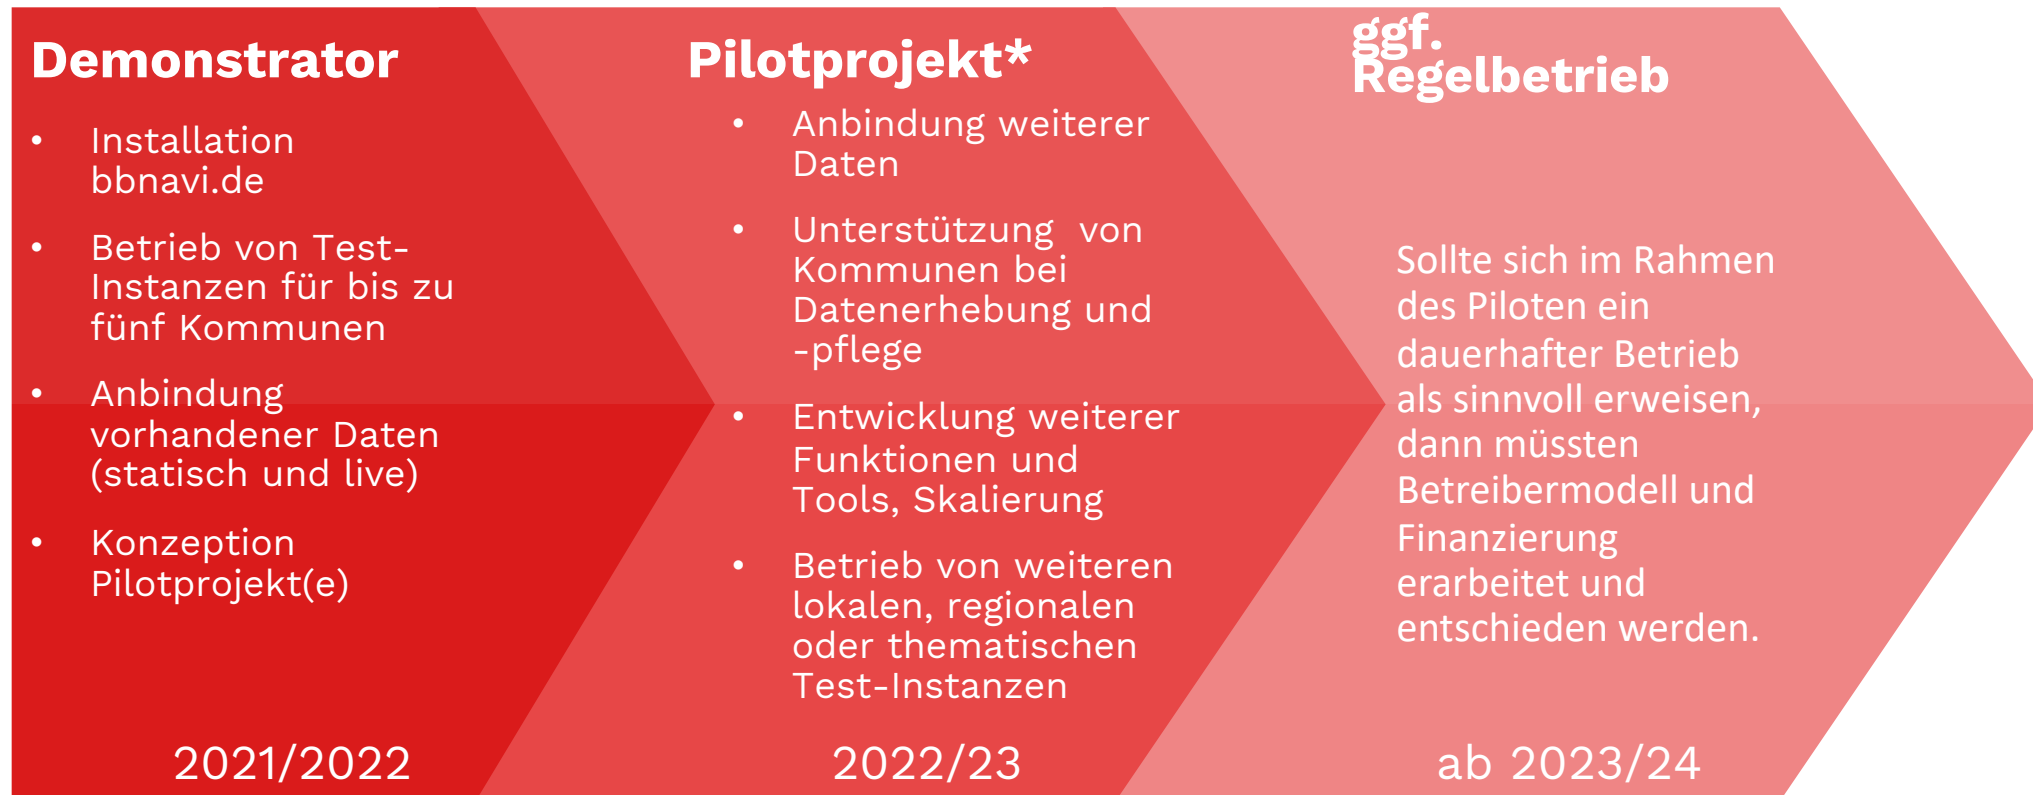 Demonstrator
• Installation
bbnavi.de
• Betrieb von Test-
Instanzen für bis zu
fünf Kommunen
• Anbindung
vorhandener Daten
(statisch und live)
• Konzeption
Pilotprojekt(e)
2021/2022
Pilotprojekt*
• Anbindung weiterer
Daten
• Unterstützung von
Kommunen bei
Datenerhebung und
-pflege
• Entwicklung weiterer
Funktionen und
Tools, Skalierung
• Betrieb von weiteren
lokalen, regionalen
oder thematischen
Test-Instanzen
2022/23
ggf.
Regelbetrieb
Sollte sich im Rahmen
des Piloten ein
dauerhafter Betrieb
als sinnvoll erweisen,
dann müssten
Betreibermodell und
Finanzierung
erarbeitet und
entschieden werden.
ab 2023/24